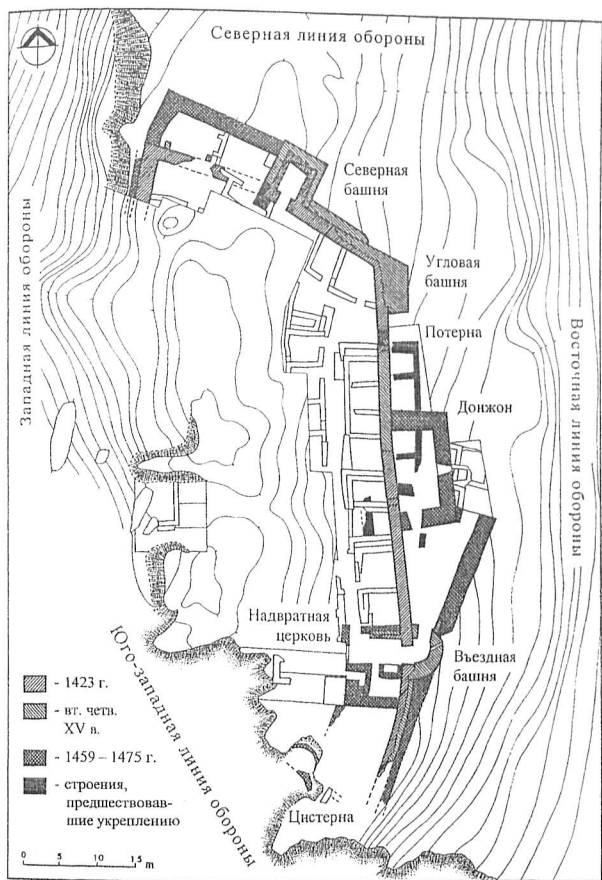 Северная линия обороны
Северная
башня
Угловая
башня
Потерна
Донжон
Западная линия обороны
Восточная линия обороны
Надвратная
церковь
Въездная
башня
Юго-западная линия обороны
Цистерна
- 1423 г.
- вт. четв.
XV в.
- 1459 – 1475 г.
- строения,
предшествовав-
шие укреплению
0 5 10 15 m